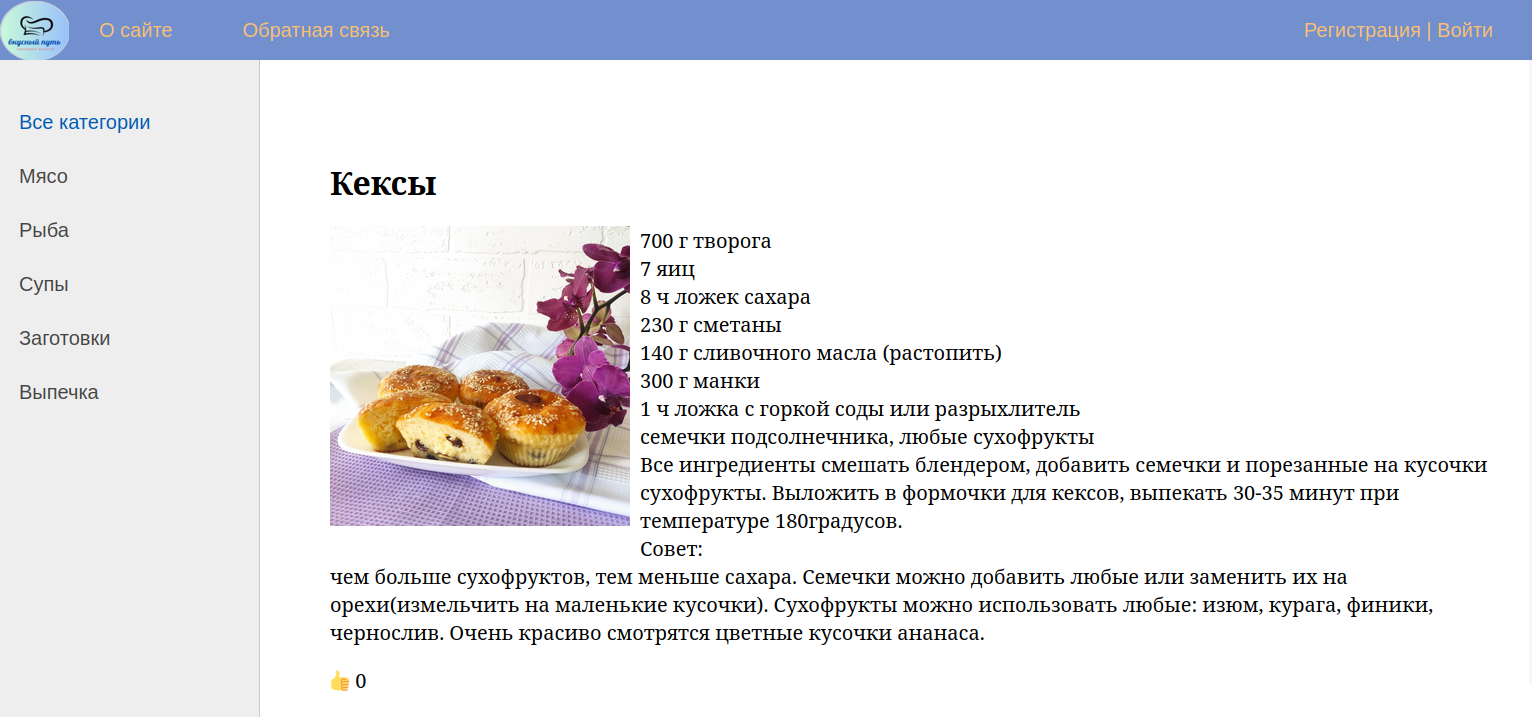 вкусный путь
О сайте
Обратная связь
Регистрация | Войти
Все категории
Мясо
Рыба
Супы
Заготовки
Выпечка
Кексы
700 г творога
7 яиц
8 ч ложек сахара
230 г сметаны
140 г сливочного масла (растопить)
300 г манки
1 ч ложка с горкой соды или разрыхлитель
семечки подсолнечника, любые сухофрукты
Все ингредиенты смешать блендером, добавить семечки и порезанные на кусочки
сухофрукты. Выложить в формочки для кексов, выпекать 30-35 минут при
температуре 180градусов.
Совет:
чем больше сухофруктов, тем меньше сахара. Семечки можно добавить любые или заменить их на
орехи(измельчить на маленькие кусочки). Сухофрукты можно использовать любые: изюм, курага, финики,
чернослив. Очень красиво смотрятся цветные кусочки ананаса.
0